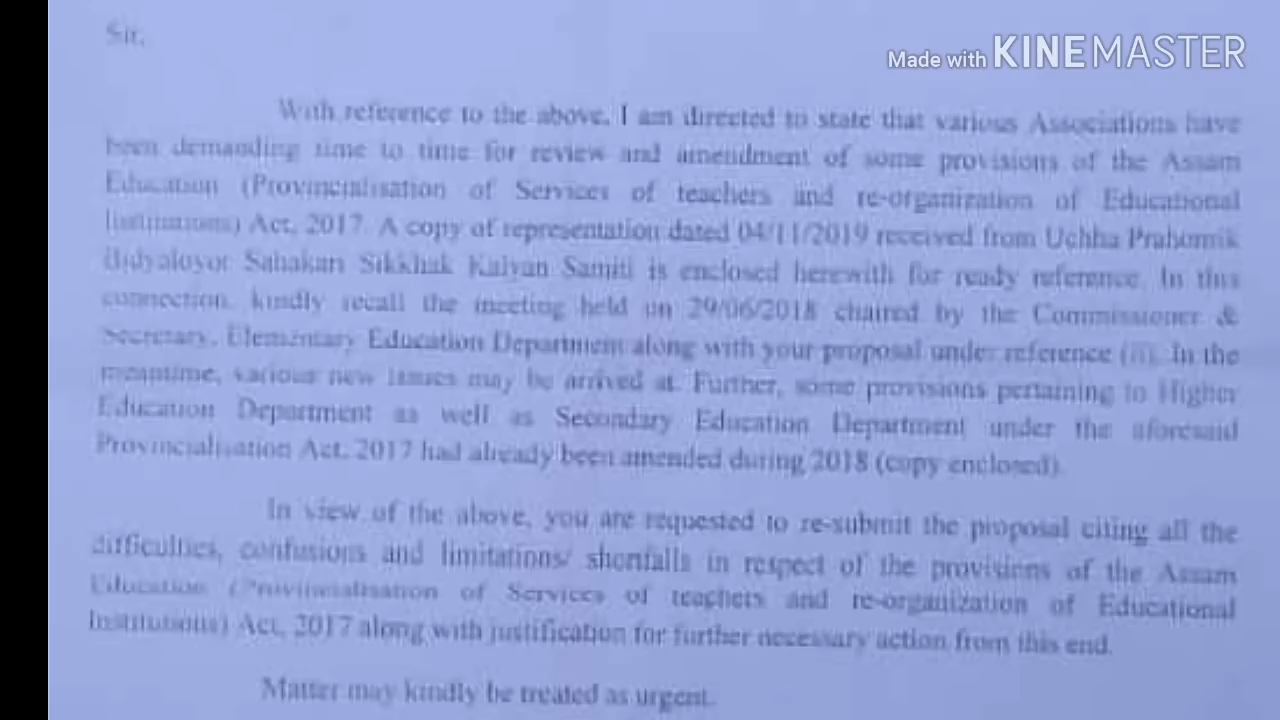 Sir,
Made with KINEMASTER
With reference to the above, I am directed to state that various Associations have
been demanding time to time for review and amendment of some provisions of the Assam
Education (Provincialisation of Services of teachers and re-organization of Educational
Institutions) Act, 2017. A copy of representation dated 04/11/2019 received from Uchha Prahomik
Bidyaloyor Sahakari Sikkhak Kalyan Samiti is enclosed herewith for ready reference. In this
connection, kindly recall the meeting held on 29/06/2018 chaired by the Commissioner &
Secretary, Elementary Education Department along with your proposal under reference (ii). In the
meantime, various new issues may be arrived at. Further, some provisions pertaining to Higher
Education Department as well as Secondary Education Department under the aforesaid
Provincialisation Act, 2017 had already been amended during 2018 (copy enclosed).
In view of the above, you are requested to re-submit the proposal citing all the
difficulties, confusions and limitations/ shortfalls in respect of the provisions of the Assam
Education (Provincialisation of Services of teachers and re-organization of Educational
Institutions) Act, 2017 along with justification for further necessary action from this end.
Matter may kindly be treated as urgent.